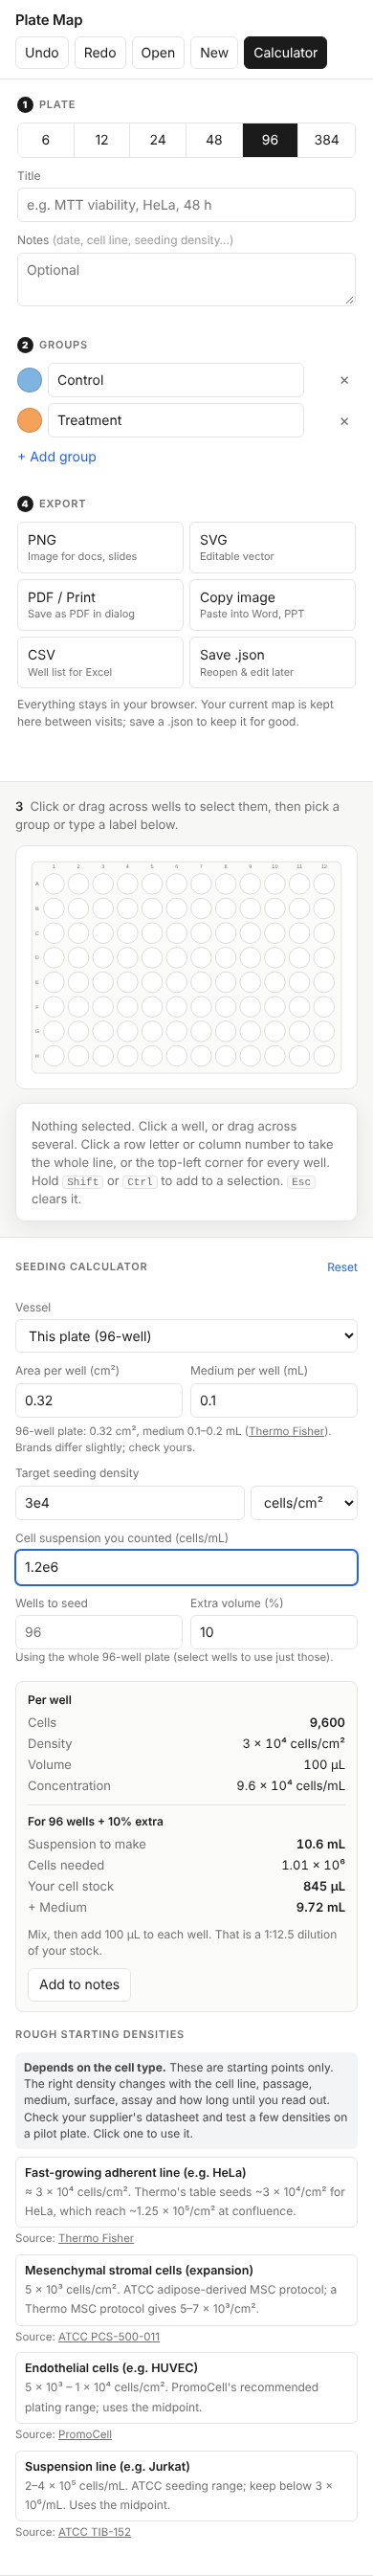 Plate Map
Undo Redo Open New Calculator
1 PLATE
6 12 24 48 96 384
Title
e.g. MTT viability, HeLa, 48 h
Notes (date, cell line, seeding density...)
Optional
2 GROUPS
Control ×
Treatment ×
+ Add group
4 EXPORT
PNG
Image for docs, slides
SVG
Editable vector
PDF / Print
Save as PDF in dialog
Copy image
Paste into Word, PPT
CSV
Well list for Excel
Save .json
Reopen & edit later
Everything stays in your browser. Your current map is kept
here between visits; save a .json to keep it for good.
3 Click or drag across wells to select them, then pick a
group or type a label below.
1 2 3 4 5 6 7 8 9 10 11 12
A
B
C
D
E
F
G
H
Nothing selected. Click a well, or drag across
several. Click a row letter or column number to take
the whole line, or the top-left corner for every well.
Hold Shift or Ctrl to add to a selection. Esc
clears it.
SEEDING CALCULATOR Reset
Vessel
This plate (96-well)
Area per well (cm²) Medium per well (mL)
0.32 0.1
96-well plate: 0.32 cm², medium 0.1–0.2 mL (Thermo Fisher).
Brands differ slightly; check yours.
Target seeding density
3e4 cells/cm²
Cell suspension you counted (cells/mL)
1.2e6
Wells to seed Extra volume (%)
96 10
Using the whole 96-well plate (select wells to use just those).
Per well
Cells 9,600
Density 3 × 10⁴ cells/cm²
Volume 100 µL
Concentration 9.6 × 10⁴ cells/mL
For 96 wells + 10% extra
Suspension to make 10.6 mL
Cells needed 1.01 × 10⁶
Your cell stock 845 µL
+ Medium 9.72 mL
Mix, then add 100 µL to each well. That is a 1:12.5 dilution
of your stock.
Add to notes
ROUGH STARTING DENSITIES
Depends on the cell type. These are starting points only.
The right density changes with the cell line, passage,
medium, surface, assay and how long until you read out.
Check your supplier's datasheet and test a few densities on
a pilot plate. Click one to use it.
Fast-growing adherent line (e.g. HeLa)
≈ 3 × 10⁴ cells/cm². Thermo's table seeds ~3 × 10⁴/cm² for
HeLa, which reach ~1.25 × 10⁵/cm² at confluence.
Source: Thermo Fisher
Mesenchymal stromal cells (expansion)
5 × 10³ cells/cm². ATCC adipose-derived MSC protocol; a
Thermo MSC protocol gives 5–7 × 10³/cm².
Source: ATCC PCS-500-011
Endothelial cells (e.g. HUVEC)
5 × 10³ – 1 × 10⁴ cells/cm². PromoCell's recommended
plating range; uses the midpoint.
Source: PromoCell
Suspension line (e.g. Jurkat)
2–4 × 10⁵ cells/mL. ATCC seeding range; keep below 3 ×
10⁶/mL. Uses the midpoint.
Source: ATCC TIB-152